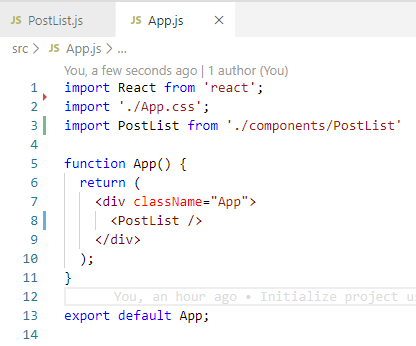 JS PostList.js JS App.js ×
src > JS App.js > ...
You, a few seconds ago | 1 author (You)
1 import React from 'react';
2 import './App.css';
3 import PostList from './components/PostList'
4
5 function App() {
6 return (
7 <div className="App">
8 <PostList />
9 </div>
10 );
11 }
12 You, an hour ago • Initialize project
13 export default App;
14